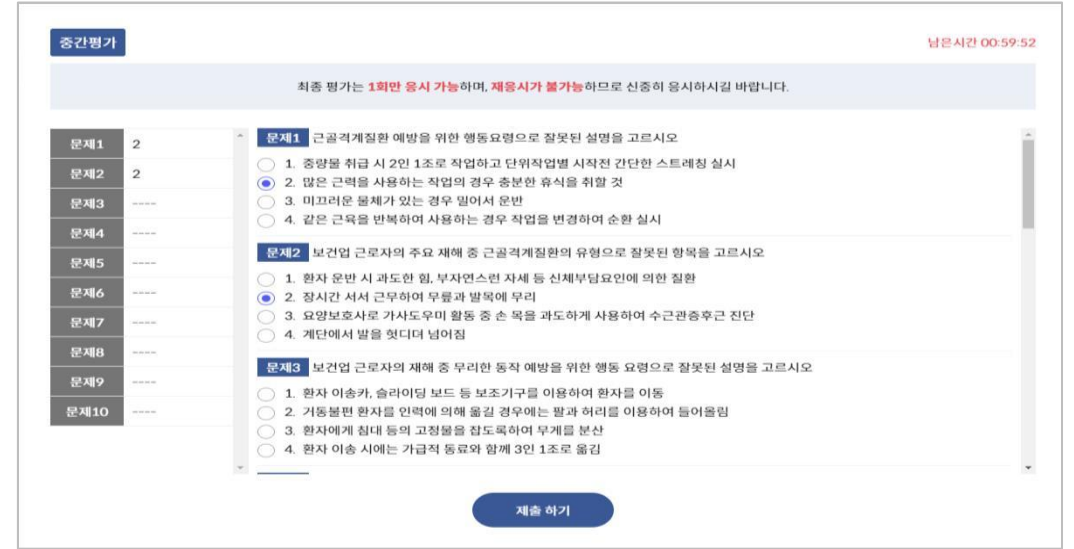 중간평가
남은시간 00:59:52
최종 평가는 1회만 응시 가능하며, 재응시가 불가능하므로 신중히 응시하시길 바랍니다.
문제1 2
문제2 2
문제3 ----
문제4 ----
문제5 ----
문제6 ----
문제7 ----
문제8 ----
문제9 ----
문제10 ----
문제1 근골격계질환 예방을 위한 행동요령으로 잘못된 설명을 고르시오
1. 중량물 취급 시 2인 1조로 작업하고 단위작업별 시작전 간단한 스트레칭 실시
2. 많은 근력을 사용하는 작업의 경우 충분한 휴식을 취할 것
3. 미끄러운 물체가 있는 경우 밀어서 운반
4. 같은 근육을 반복하여 사용하는 경우 작업을 변경하여 순환 실시
문제2 보건업 근로자의 주요 재해 중 근골격계질환의 유형으로 잘못된 항목을 고르시오
1. 환자 운반 시 과도한 힘, 부자연스런 자세 등 신체부담요인에 의한 질환
2. 장시간 서서 근무하여 무릎과 발목에 무리
3. 요양보호사로 가사도우미 활동 중 손 목을 과도하게 사용하여 수근관증후근 진단
4. 계단에서 발을 헛디뎌 넘어짐
문제3 보건업 근로자의 재해 중 무리한 동작 예방을 위한 행동 요령으로 잘못된 설명을 고르시오
1. 환자 이송카, 슬라이딩 보드 등 보조기구를 이용하여 환자를 이동
2. 거동불편 환자를 인력에 의해 옮길 경우에는 팔과 허리를 이용하여 들어올림
3. 환자에게 침대 등의 고정물을 잡도록하여 무게를 분산
4. 환자 이송 시에는 가급적 동료와 함께 3인 1조로 옮김
제출 하기